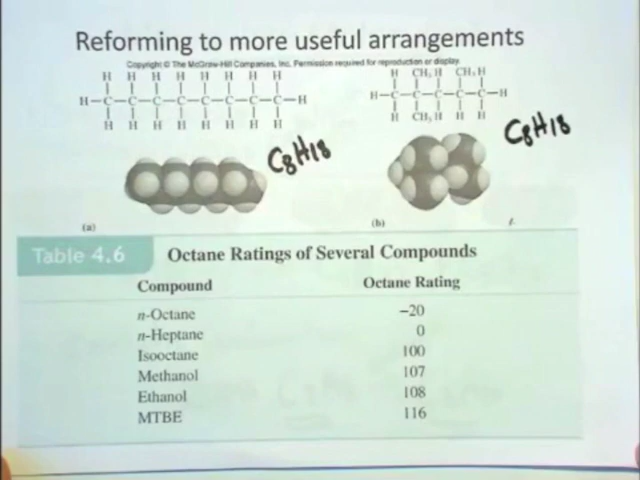 Reforming to more useful arrangements
Copyright © The McGraw-Hill Companies, Inc. Permission required for reproduction or display.
H H H H H H H H
H–C–C–C–C–C–C–C–C–H
H H H H H H H H
H CH₃ H CH₃ H
H–C–C–C–C–C–H
H CH₃ H H H
C8H18
C8H18
(a)
(b)
Table 4.6
Octane Ratings of Several Compounds
Compound
Octane Rating
n-Octane
−20
n-Heptane
0
Isooctane
100
Methanol
107
Ethanol
108
MTBE
116